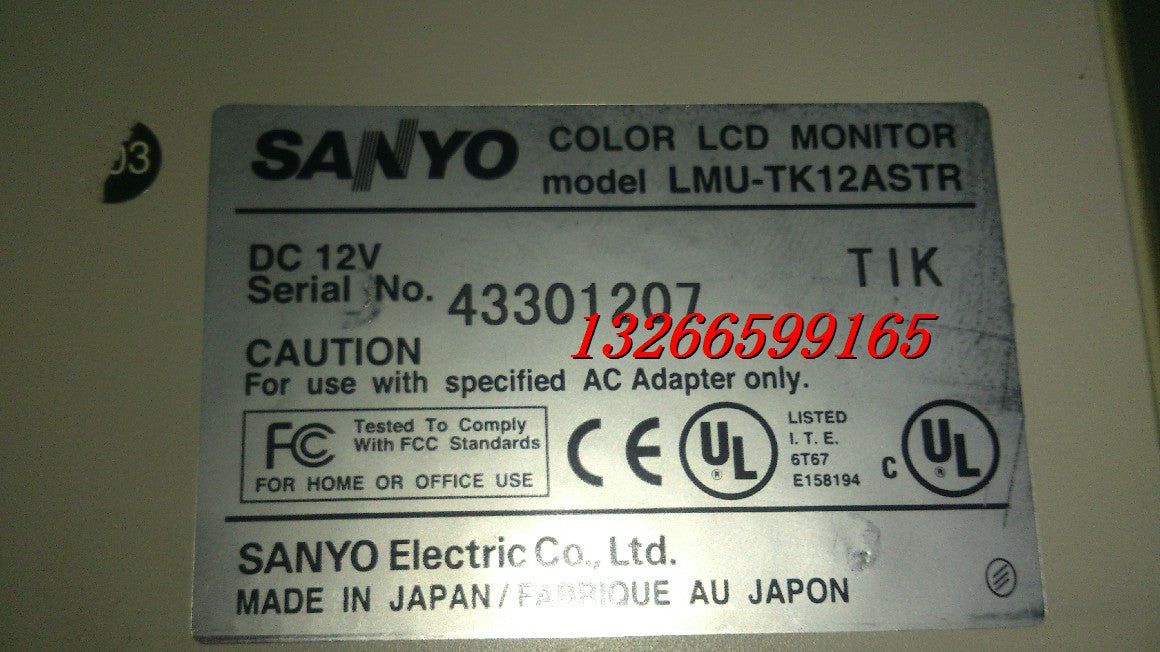 03
SANYO COLOR LCD MONITOR
model LMU-TK12ASTR
DC 12V
TIK
Serial No. 43301207
13266599165
CAUTION
For use with specified AC Adapter only.
FC Tested To Comply
With FCC Standards
FOR HOME OR OFFICE USE
CE
UL
LISTED
I. T. E.
6T67
E158194
C UL
SANYO Electric Co., Ltd.
MADE IN JAPAN / FABRIQUE AU JAPON